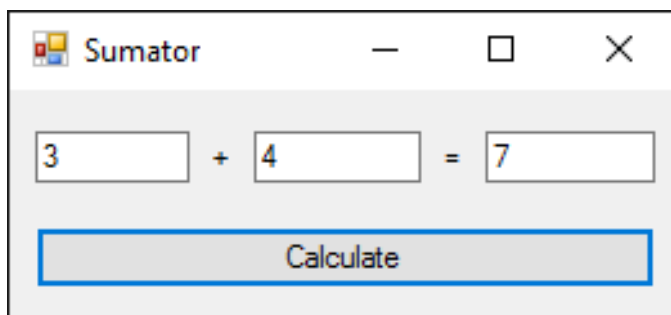 Sumator
3 + 4 = 7
Calculate